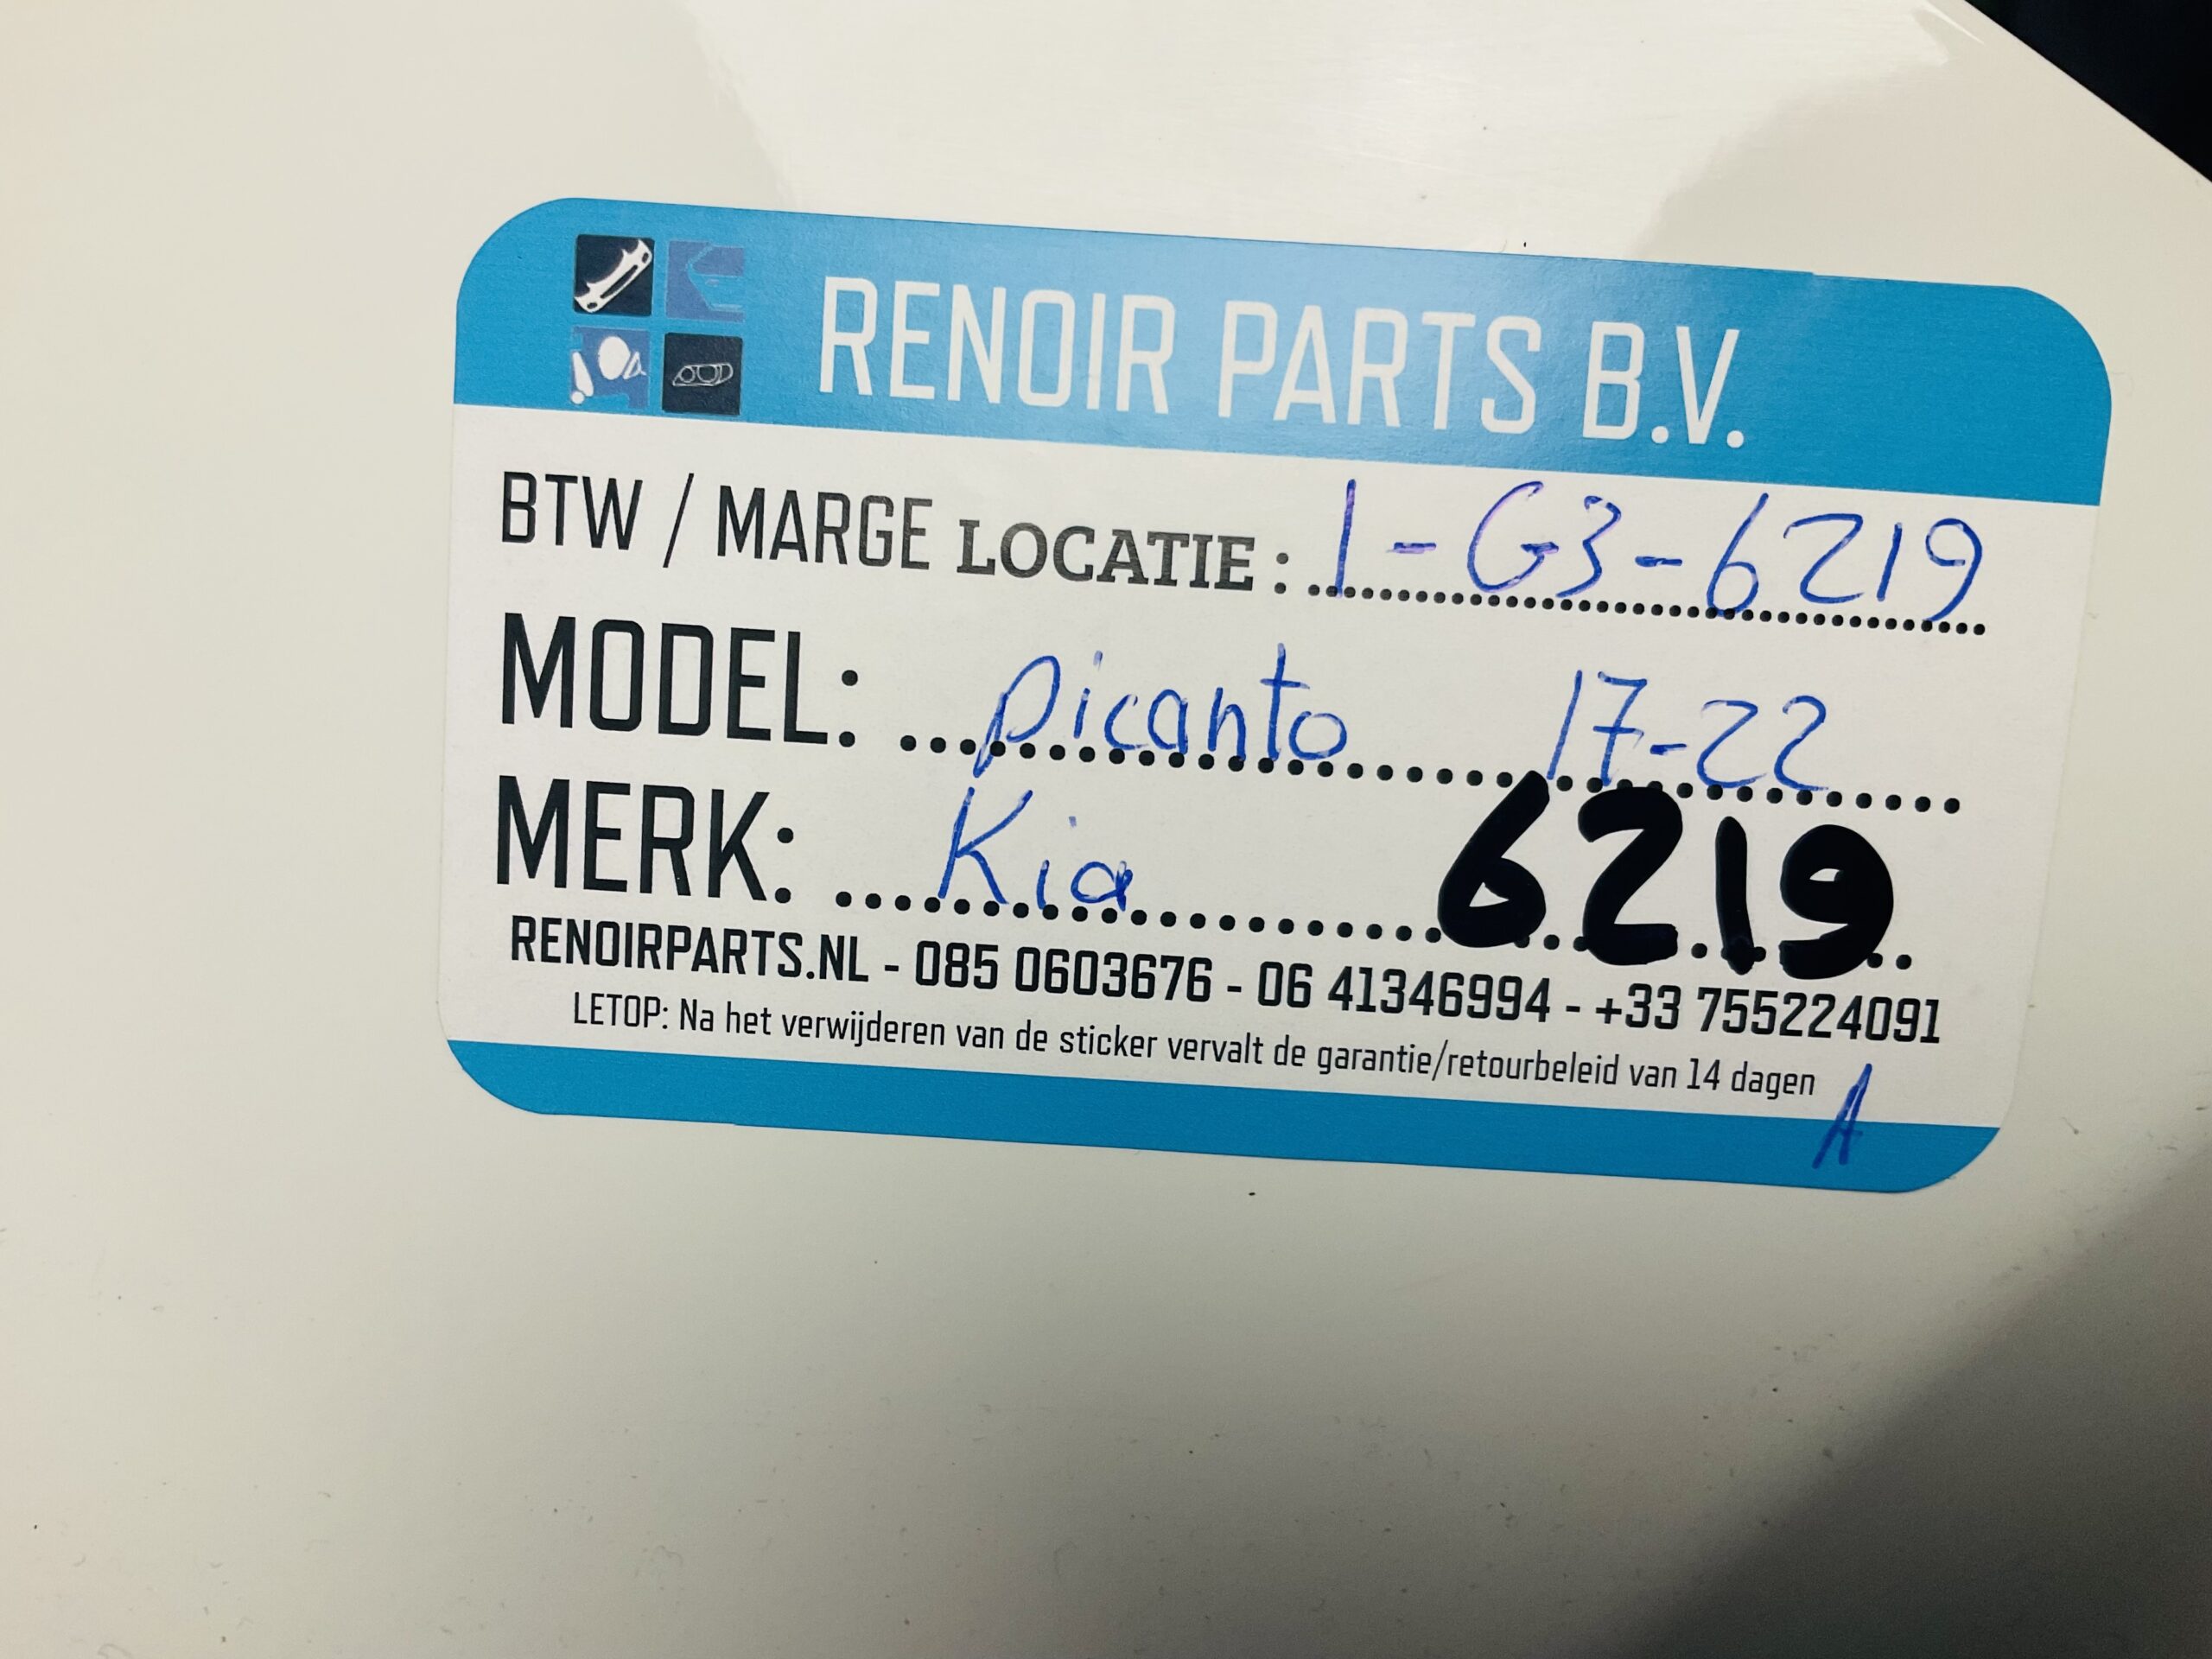 RENOIR PARTS B.V.
BTW / MARGE LOCATIE: 1-G3-6219
MODEL: picanto 17-22
MERK: Kia 6219
RENOIRPARTS.NL - 085 0603676 - 06 41346994 - +33 755224091
LETOP: Na het verwijderen van de sticker vervalt de garantie/retourbeleid van 14 dagen
A